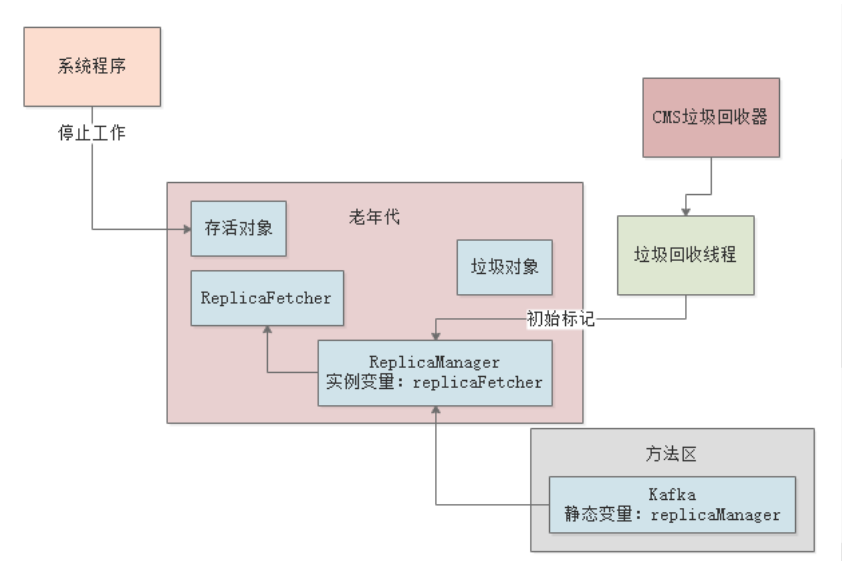 系统程序
停止工作
CMS垃圾回收器
老年代
存活对象
垃圾回收线程
垃圾对象
ReplicaFetcher
初始标记
ReplicaManager
实例变量：replicaFetcher
方法区
Kafka
静态变量：replicaManager